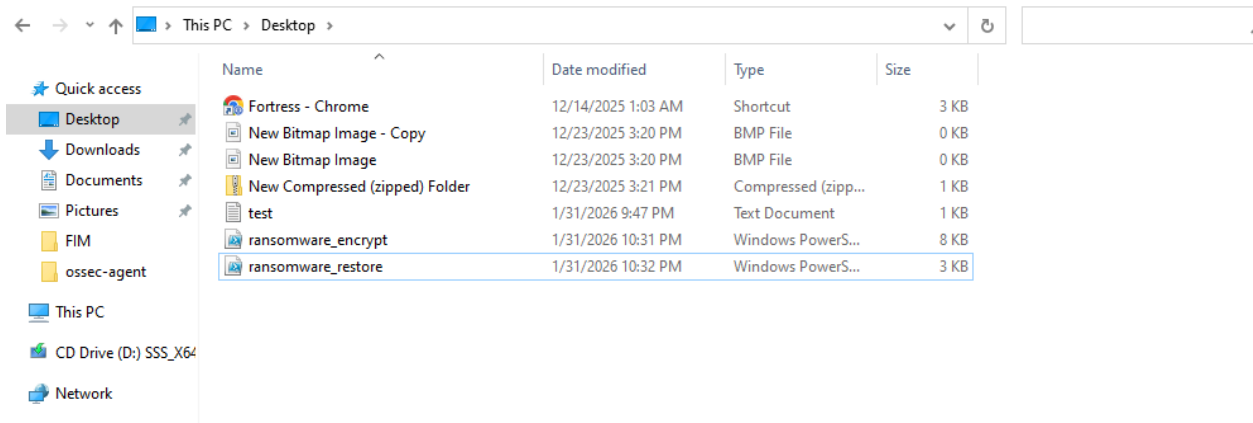 This PC > Desktop >
Name Date modified Type Size
Quick access
Desktop
Downloads
Documents
Pictures
FIM
ossec-agent
This PC
CD Drive (D:) SSS_X64
Network
Fortress - Chrome 12/14/2025 1:03 AM Shortcut 3 KB
New Bitmap Image - Copy 12/23/2025 3:20 PM BMP File 0 KB
New Bitmap Image 12/23/2025 3:20 PM BMP File 0 KB
New Compressed (zipped) Folder 12/23/2025 3:21 PM Compressed (zipp... 1 KB
test 1/31/2026 9:47 PM Text Document 1 KB
ransomware_encrypt 1/31/2026 10:31 PM Windows PowerS... 8 KB
ransomware_restore 1/31/2026 10:32 PM Windows PowerS... 3 KB